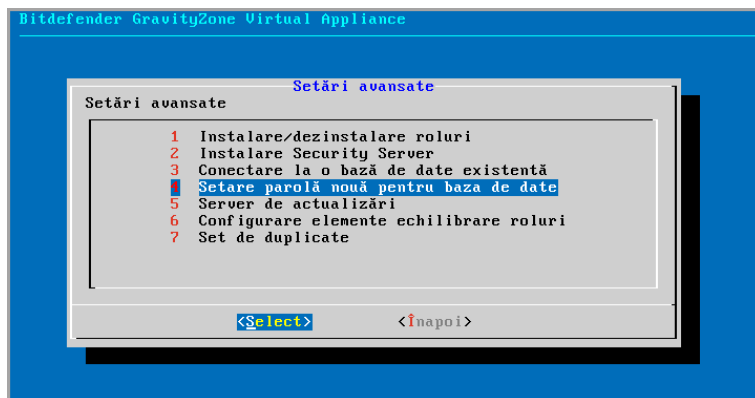 Bitdefender GravityZone Virtual Appliance
Setări avansate
Setări avansate
1 Instalare/dezinstalare roluri
2 Instalare Security Server
3 Conectare la o bază de date existentă
4 Setare parolă nouă pentru baza de date
5 Server de actualizări
6 Configurare elemente echilibrare roluri
7 Set de duplicate
<Select> <Înapoi>